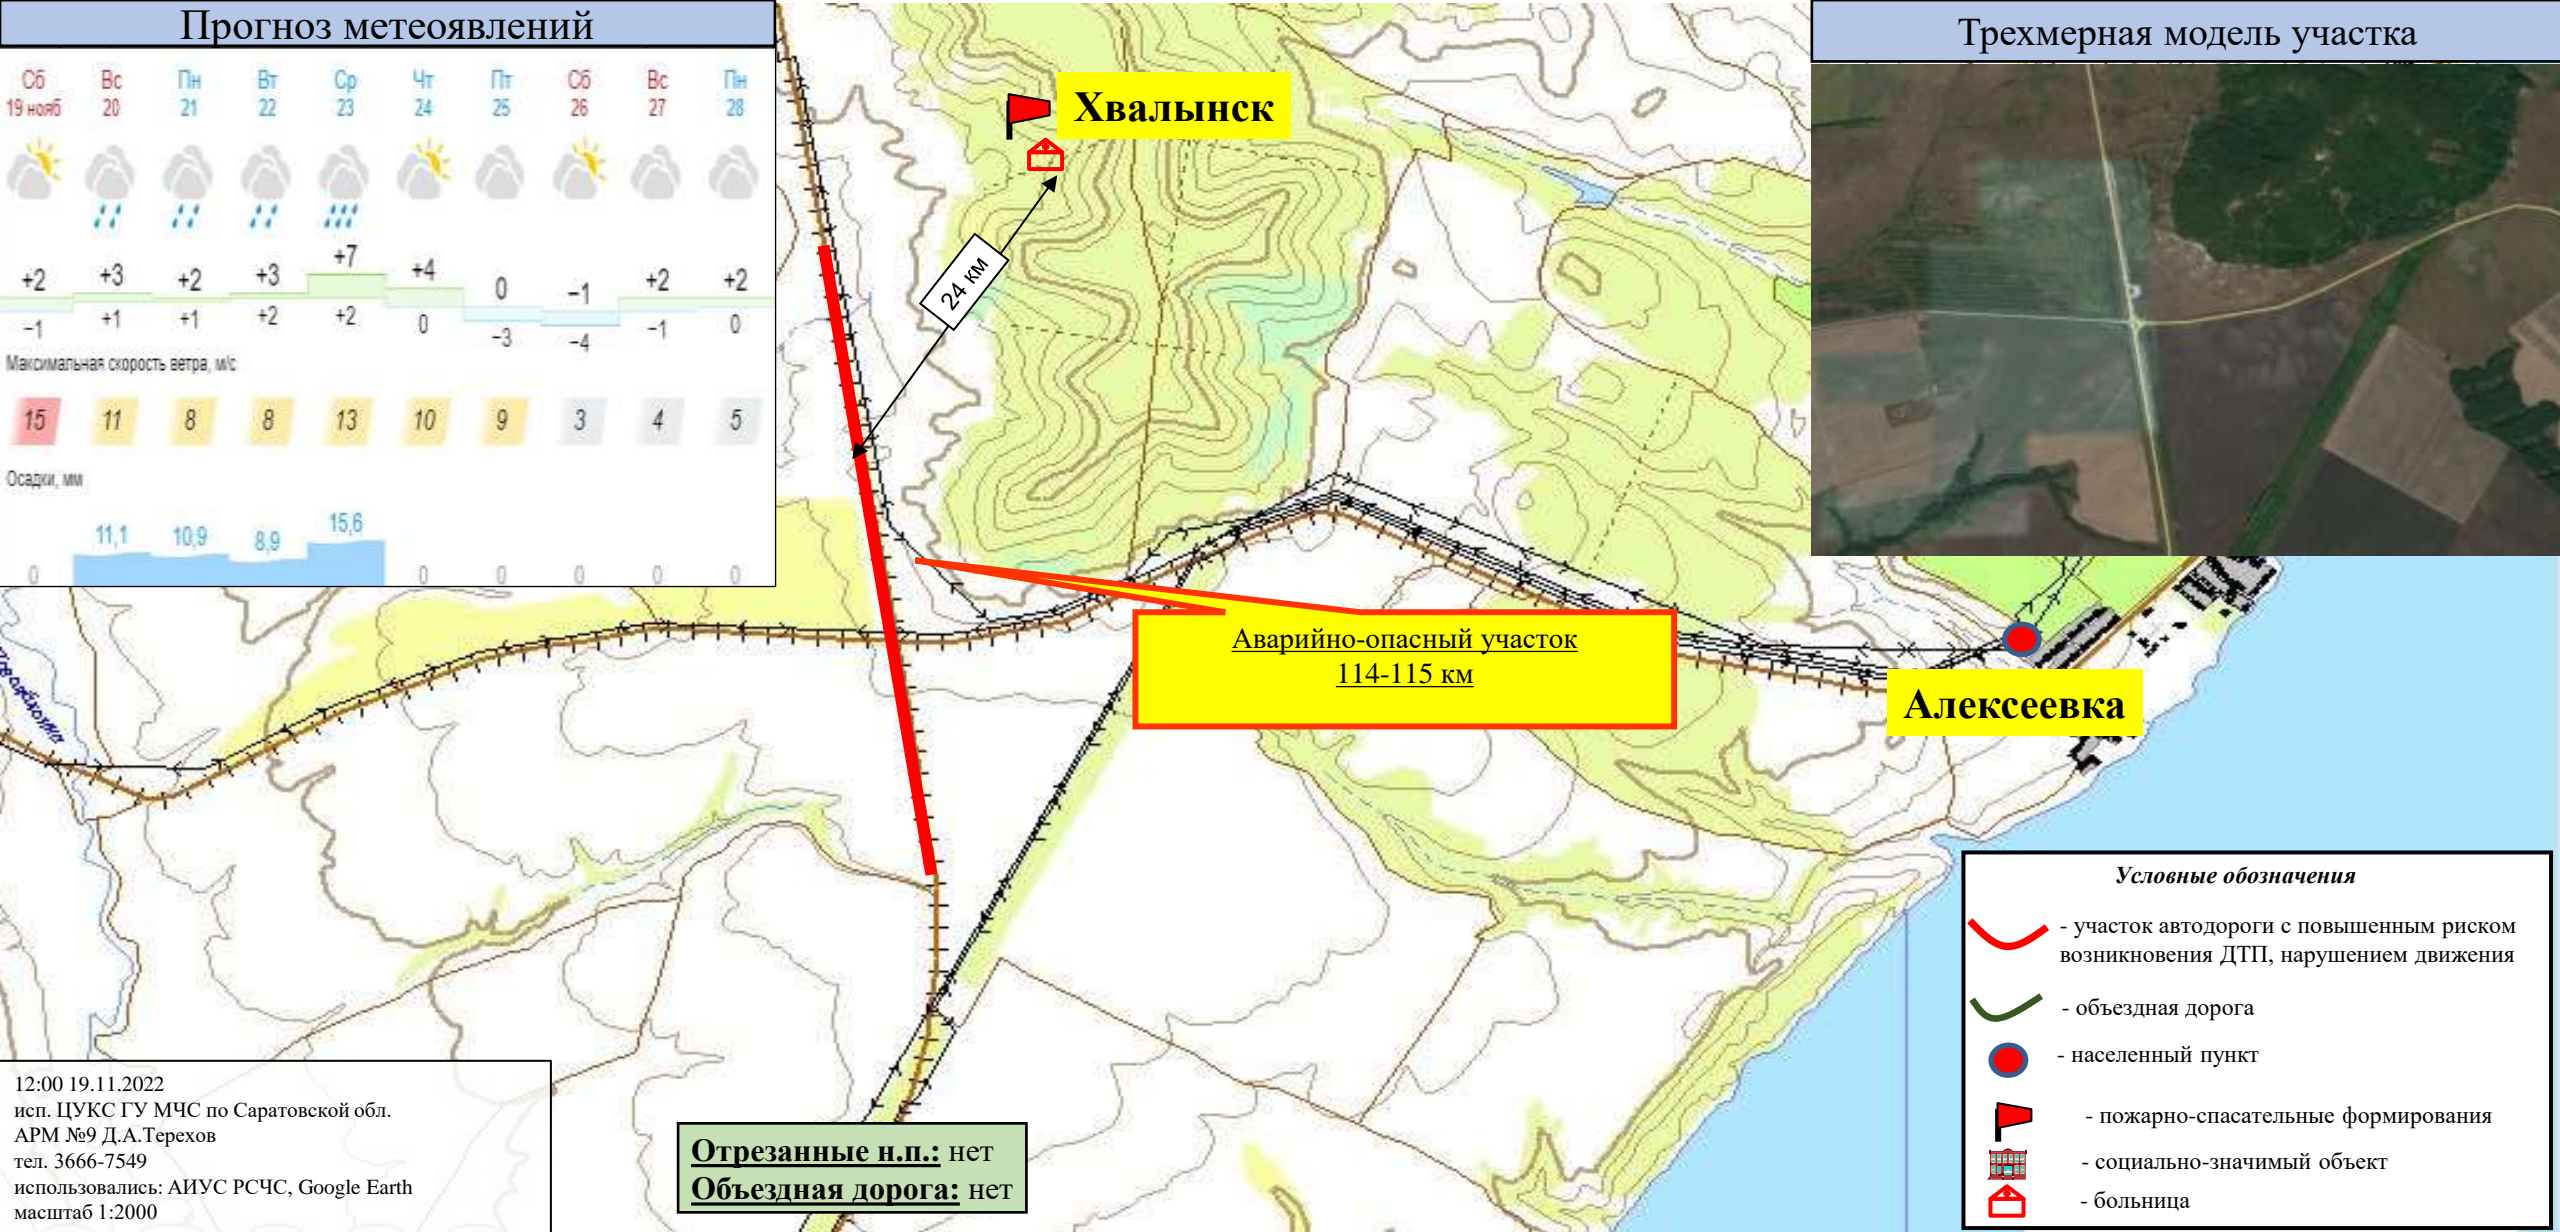 Прогноз метеоявлений
Сб Вс Пн Вт Ср Чт Пт Сб Вс Пн
19 нояб 20 21 22 23 24 25 26 27 28
+2 +3 +2 +3 +7 +4 0 −1 +2 +2
−1 +1 +1 +2 +2 0 −3 −4 −1 0
Максимальная скорость ветра, м/с
15 11 8 8 13 10 9 3 4 5
Осадки, мм
0 11,1 10,9 8,9 15,6 0 0 0 0 0
Хвалынск
24 км
Трехмерная модель участка
Аварийно-опасный участок
114-115 км
Алексеевка
Условные обозначения
- участок автодороги с повышенным риском
возникновения ДТП, нарушением движения
- объездная дорога
- населенный пункт
- пожарно-спасательные формирования
- социально-значимый объект
- больница
12:00 19.11.2022
исп. ЦУКС ГУ МЧС по Саратовской обл.
АРМ №9 Д.А.Терехов
тел. 3666-7549
использовались: АИУС РСЧС, Google Earth
масштаб 1:2000
Отрезанные н.п.: нет
Объездная дорога: нет